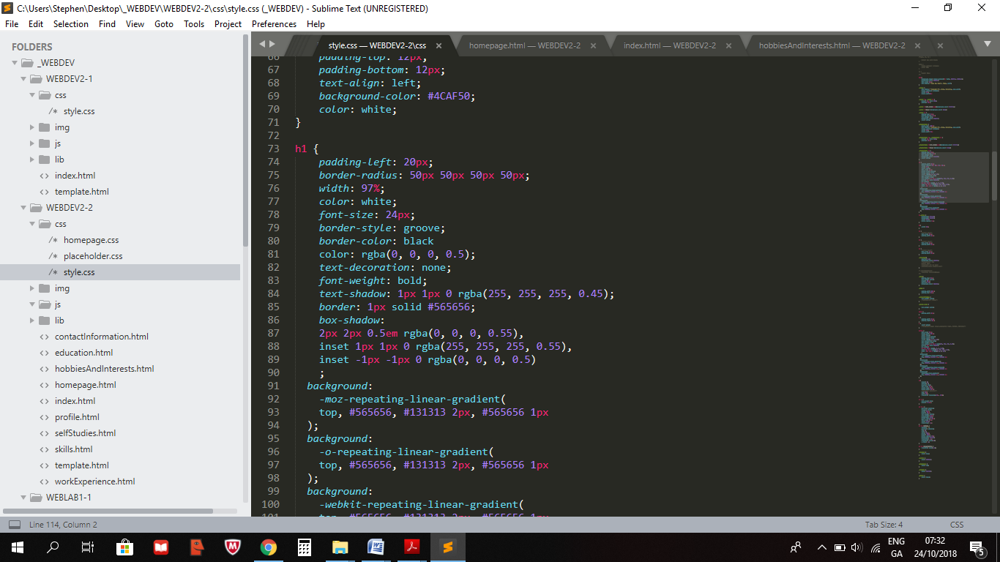 C:\Users\Stephen\Desktop\_WEBDEV\WEBDEV2-2\css\style.css (_WEBDEV) - Sublime Text (UNREGISTERED)
File Edit Selection Find View Goto Tools Project Preferences Help
FOLDERS
_WEBDEV
WEBDEV2-1
css
/* style.css
img
js
lib
<> index.html
<> template.html
WEBDEV2-2
css
/* homepage.css
/* placeholder.css
/* style.css
img
js
lib
<> contactInformation.html
<> education.html
<> hobbiesAndInterests.html
<> homepage.html
<> index.html
<> profile.html
<> selfStudies.html
<> skills.html
<> template.html
<> workExperience.html
WEBLAB1-1
style.css — WEBDEV2-2\css × homepage.html — WEBDEV2-2 × index.html — WEBDEV2-2 × hobbiesAndInterests.html — WEBDEV2-2 × ×
66 padding-top: 12px;
67 padding-bottom: 12px;
68 text-align: left;
69 background-color: #4CAF50;
70 color: white;
71 }
72
73 h1 {
74 padding-left: 20px;
75 border-radius: 50px 50px 50px 50px;
76 width: 97%;
77 color: white;
78 font-size: 24px;
79 border-style: groove;
80 border-color: black
81 color: rgba(0, 0, 0, 0.5);
82 text-decoration: none;
83 font-weight: bold;
84 text-shadow: 1px 1px 0 rgba(255, 255, 255, 0.45);
85 border: 1px solid #565656;
86 box-shadow:
87 2px 2px 0.5em rgba(0, 0, 0, 0.55),
88 inset 1px 1px 0 rgba(255, 255, 255, 0.55),
89 inset -1px -1px 0 rgba(0, 0, 0, 0.5)
90 ;
91 background:
92 -moz-repeating-linear-gradient(
93 top, #565656, #131313 2px, #565656 1px
94 );
95 background:
96 -o-repeating-linear-gradient(
97 top, #565656, #131313 2px, #565656 1px
98 );
99 background:
100 -webkit-repeating-linear-gradient(
101 top, #565656, #131313 2px, #565656 1px
Line 114, Column 2 Tab Size: 4 CSS
ENG 07:32
GA 24/10/2018 5